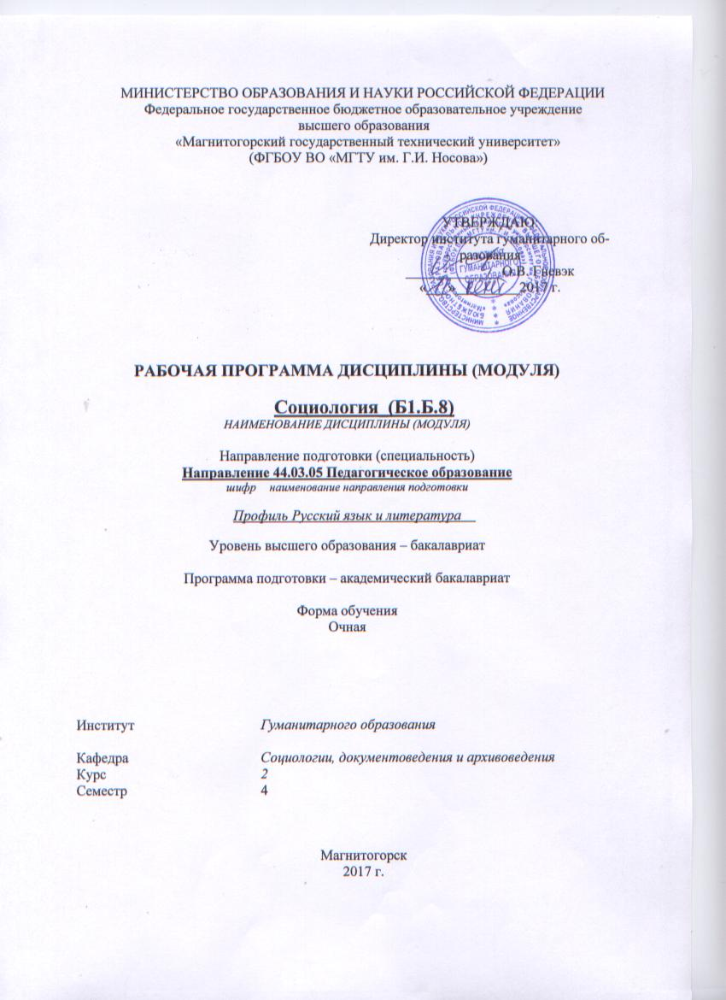 МИНИСТЕРСТВО ОБРАЗОВАНИЯ И НАУКИ РОССИЙСКОЙ ФЕДЕРАЦИИ
Федеральное государственное бюджетное образовательное учреждение
высшего образования
«Магнитогорский государственный технический университет»
(ФГБОУ ВО «МГТУ им. Г.И. Носова»)
УТВЕРЖДАЮ
Директор института гуманитарного об-
разования
О.В. Гневэк
2017 г.
РАБОЧАЯ ПРОГРАММА ДИСЦИПЛИНЫ (МОДУЛЯ)
Социология (Б1.Б.8)
НАИМЕНОВАНИЕ ДИСЦИПЛИНЫ (МОДУЛЯ)
Направление подготовки (специальность)
Направление 44.03.05 Педагогическое образование
шифр наименование направления подготовки
Профиль Русский язык и литература
Уровень высшего образования – бакалавриат
Программа подготовки – академический бакалавриат
Форма обучения
Очная
Институт Гуманитарного образования
Кафедра Социологии, документоведения и архивоведения
Курс 2
Семестр 4
Магнитогорск
2017 г.